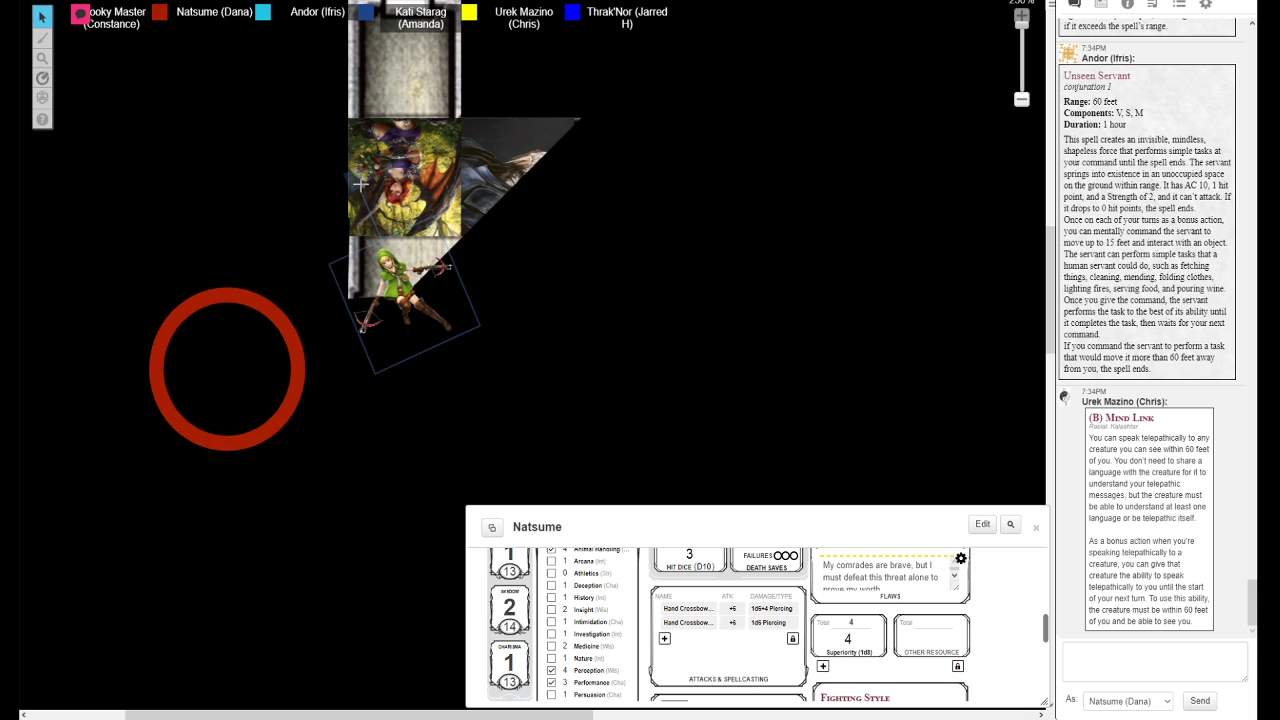 ooky Master
(Constance)
Natsume (Dana)
Andor (Ifris)
Kati Starag
(Amanda)
Urek Mazino
(Chris)
Thrak'Nor (Jarred
H)
250 %
if it exceeds the spell's range.
7:34PM
Andor (Ifris):
Unseen Servant
conjuration 1
Range: 60 feet
Components: V, S, M
Duration: 1 hour
This spell creates an invisible, mindless,
shapeless force that performs simple tasks at
your command until the spell ends. The servant
springs into existence in an unoccupied space
on the ground within range. It has AC 10, 1 hit
point, and a Strength of 2, and it can't attack. If
it drops to 0 hit points, the spell ends.
Once on each of your turns as a bonus action,
you can mentally command the servant to
move up to 15 feet and interact with an object.
The servant can perform simple tasks that a
human servant could do, such as fetching
things, cleaning, mending, folding clothes,
lighting fires, serving food, and pouring wine.
Once you give the command, the servant
performs the task to the best of its ability until
it completes the task, then waits for your next
command.
If you command the servant to perform a task
that would move it more than 60 feet away
from you, the spell ends.
7:34PM
Urek Mazino (Chris):
(B) Mind Link
Racial: Kalashtar
You can speak telepathically to any
creature you can see within 60 feet
of you. You don't need to share a
language with the creature for it to
understand your telepathic
messages, but the creature must
be able to understand at least one
language or be telepathic itself.
As a bonus action when you're
speaking telepathically to a
creature, you can give that
creature the ability to speak
telepathically to you until the start
of your next turn. To use this ability,
the creature must be within 60 feet
of you and be able to see you.
As: Natsume (Dana) Send
Natsume
Edit
1
13
2
14
CHARISMA
1
13
4 Animal Handling (...
1 Arcana (Int)
0 Athletics (Str)
1 Deception (Cha)
1 History (Int)
2 Insight (Wis)
1 Intimidation (Cha)
1 Investigation (Int)
2 Medicine (Wis)
1 Nature (Int)
4 Perception (Wis)
3 Performance (Cha)
1 Persuasion (Cha)
3
HIT DICE (D10)
FAILURES
DEATH SAVES
NAME ATK DAMAGE/TYPE
Hand Crossbow... +6 1d6+4 Piercing
Hand Crossbow... +6 1d6 Piercing
ATTACKS & SPELLCASTING
My comrades are brave, but I
must defeat this threat alone to
prove my worth
FLAWS
Total 4
4
Superiority (1d8)
Total
OTHER RESOURCE
Fighting Style